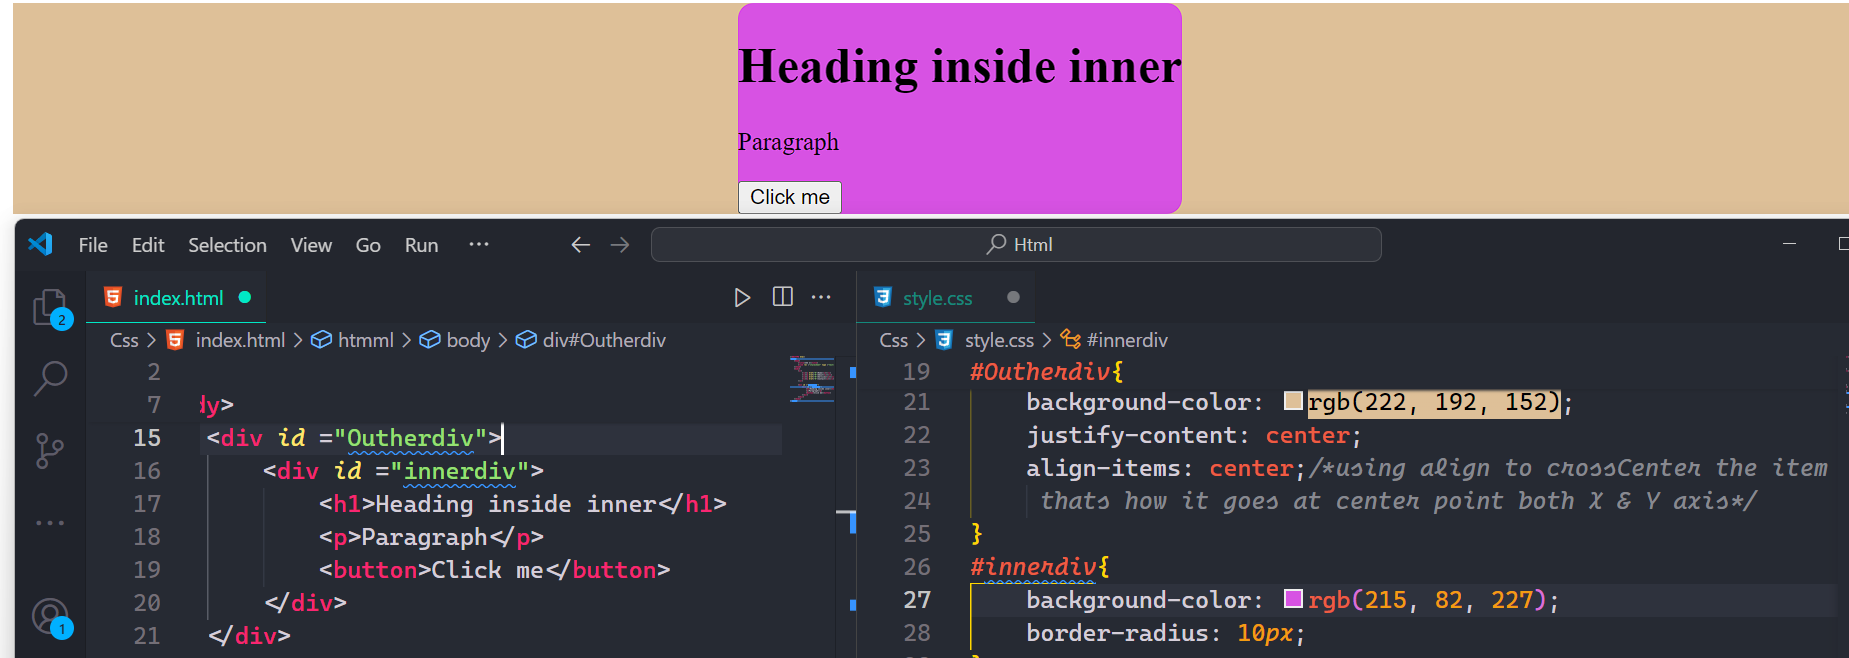 Heading inside inner
Paragraph
Click me
File Edit Selection View Go Run ··· ← → Html
index.html
Css > index.html > htmml > body > div#Outherdiv
2
7 dy>
15 <div id ="Outherdiv">
16 <div id ="innerdiv">
17 <h1>Heading inside inner</h1>
18 <p>Paragraph</p>
19 <button>Click me</button>
20 </div>
21 </div>
style.css
Css > style.css > #innerdiv
19 #Outherdiv{
21 background-color: rgb(222, 192, 152);
22 justify-content: center;
23 align-items: center;/*using align to crossCenter the item
24 thats how it goes at center point both X & Y axis*/
25 }
26 #innerdiv{
27 background-color: rgb(215, 82, 227);
28 border-radius: 10px;
2
1